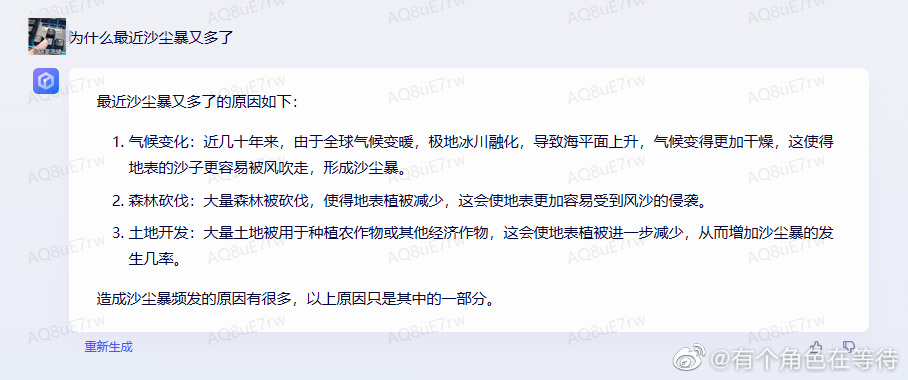 为什么最近沙尘暴又多了
最近沙尘暴又多了的原因如下：
1. 气候变化：近几十年来，由于全球气候变暖，极地冰川融化，导致海平面上升，气候变得更加干燥，这使得
地表的沙子更容易被风吹走，形成沙尘暴。
2. 森林砍伐：大量森林被砍伐，使得地表植被减少，这会使地表更加容易受到风沙的侵袭。
3. 土地开发：大量土地被用于种植农作物或其他经济作物，这会使地表植被进一步减少，从而增加沙尘暴的发
生几率。
造成沙尘暴频发的原因有很多，以上原因只是其中的一部分。
重新生成
@有个角色在等待
AQ8uE7rw